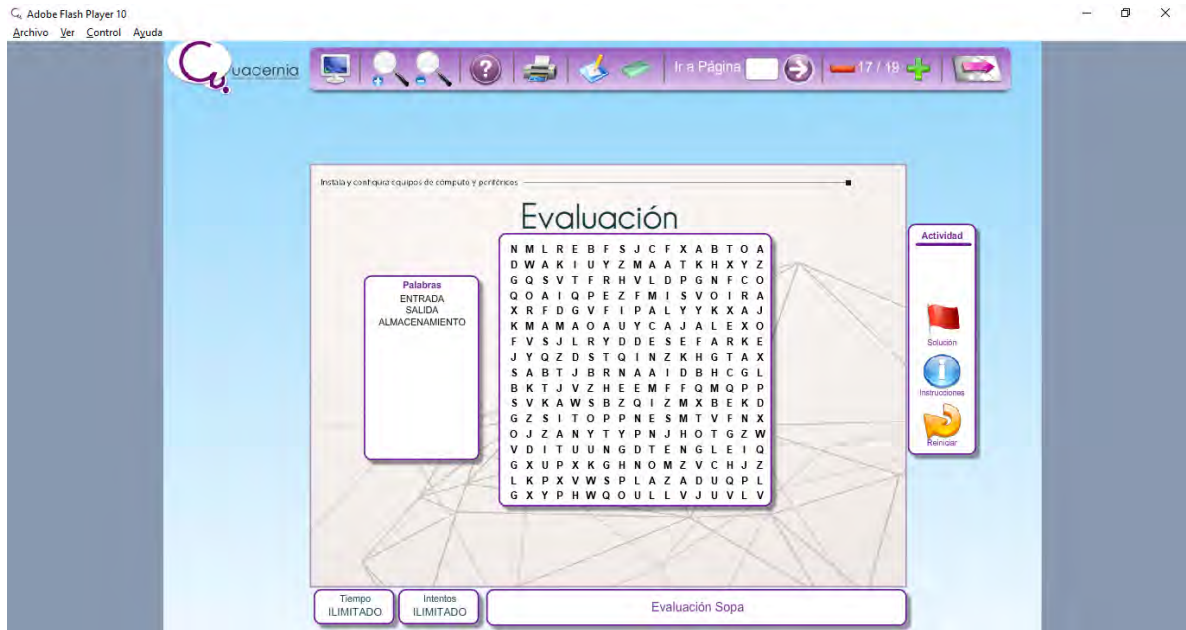 Adobe Flash Player 10
Archivo Ver Control Ayuda
Cuacernia
Ir a Página
17 / 19
Instala y configura equipos de cómputo y periféricos
Evaluación
Palabras
ENTRADA
SALIDA
ALMACENAMIENTO
N M L R E B F S J C F X A B T O A
D W A K I U Y Z M A A T K H X Y Z
G Q S V T F R H V L D P G N F C O
Q O A I Q P E Z F M I S V O I R A
X R F D G V F I P A L Y Y K X A J
K M A M A O A U Y C A J A L E X O
F V S J L R Y D D E S E F A R K E
J Y Q Z D S T Q I N Z K H G T A X
S A B T J B R N A A I D B H C G L
B K T J V Z H E E M F F Q M Q P P
S V K A W S B Z Q I Z M X B E K D
G Z S I T O P P N E S M T V F N X
O J Z A N Y T Y P N J H O T G Z W
V D I T U U N G D T E N G L E I Q
G X U P X K G H N O M Z V C H J Z
L K P X V W S P L A Z A D U Q P L
G X Y P H W Q O U L L V J U V L V
Actividad
Solución
Instrucciones
Reiniciar
Tiempo
ILIMITADO
Intentos
ILIMITADO
Evaluación Sopa